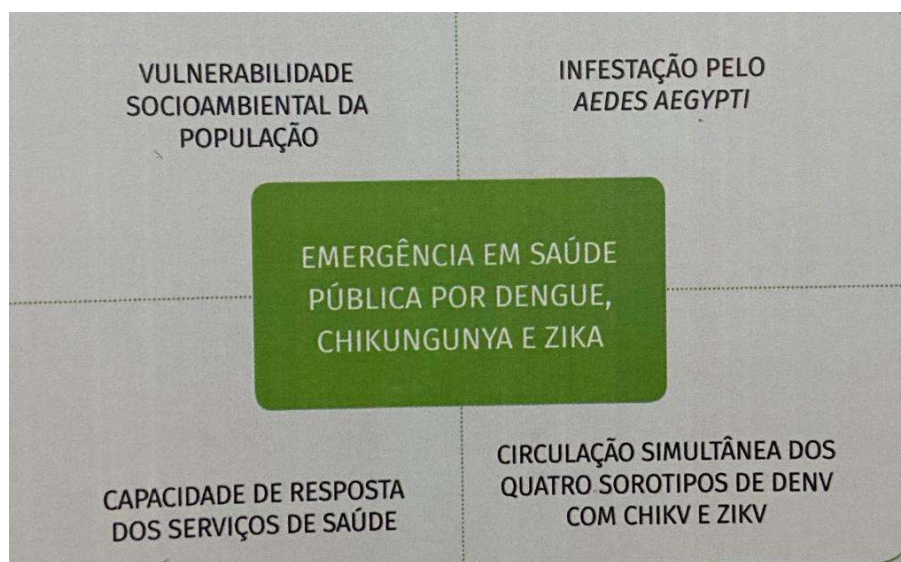 VULNERABILIDADE
SOCIOAMBIENTAL DA
POPULAÇÃO
INFESTAÇÃO PELO
AEDES AEGYPTI
EMERGÊNCIA EM SAÚDE
PÚBLICA POR DENGUE,
CHIKUNGUNYA E ZIKA
CAPACIDADE DE RESPOSTA
DOS SERVIÇOS DE SAÚDE
CIRCULAÇÃO SIMULTÂNEA DOS
QUATRO SOROTIPOS DE DENV
COM CHIKV E ZIKV